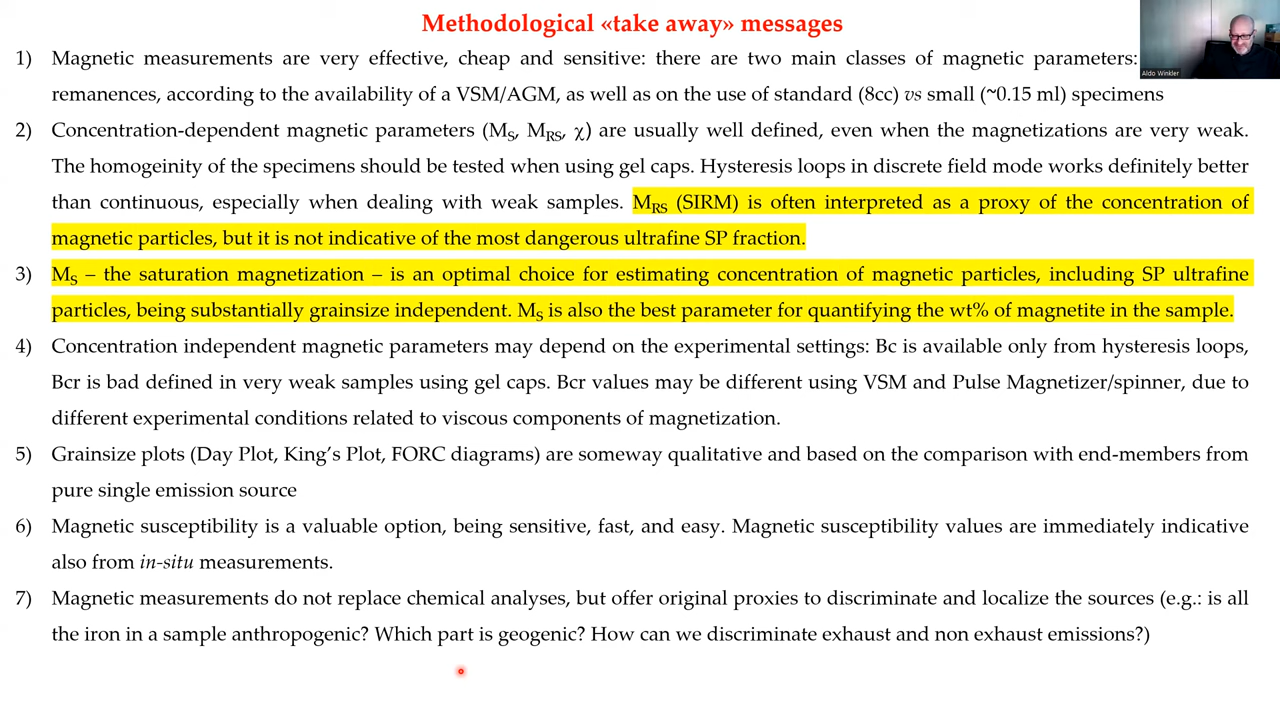 Methodological «take away» messages
Aldo Winkler
1) Magnetic measurements are very effective, cheap and sensitive: there are two main classes of magnetic parameters:
remanences, according to the availability of a VSM/AGM, as well as on the use of standard (8cc) vs small (~0.15 ml) specimens
2) Concentration-dependent magnetic parameters (MS, MRS, χ) are usually well defined, even when the magnetizations are very weak.
The homogeinity of the specimens should be tested when using gel caps. Hysteresis loops in discrete field mode works definitely better
than continuous, especially when dealing with weak samples. MRS (SIRM) is often interpreted as a proxy of the concentration of
magnetic particles, but it is not indicative of the most dangerous ultrafine SP fraction.
3) MS – the saturation magnetization – is an optimal choice for estimating concentration of magnetic particles, including SP ultrafine
particles, being substantially grainsize independent. MS is also the best parameter for quantifying the wt% of magnetite in the sample.
4) Concentration independent magnetic parameters may depend on the experimental settings: Bc is available only from hysteresis loops,
Bcr is bad defined in very weak samples using gel caps. Bcr values may be different using VSM and Pulse Magnetizer/spinner, due to
different experimental conditions related to viscous components of magnetization.
5) Grainsize plots (Day Plot, King's Plot, FORC diagrams) are someway qualitative and based on the comparison with end-members from
pure single emission source
6) Magnetic susceptibility is a valuable option, being sensitive, fast, and easy. Magnetic susceptibility values are immediately indicative
also from in-situ measurements.
7) Magnetic measurements do not replace chemical analyses, but offer original proxies to discriminate and localize the sources (e.g.: is all
the iron in a sample anthropogenic? Which part is geogenic? How can we discriminate exhaust and non exhaust emissions?)